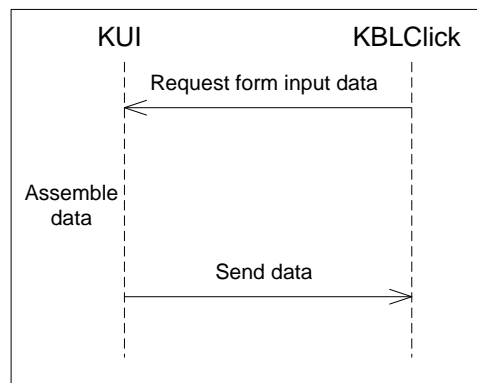 KUI
KBLClick
Request form input data
Assemble
data
Send data